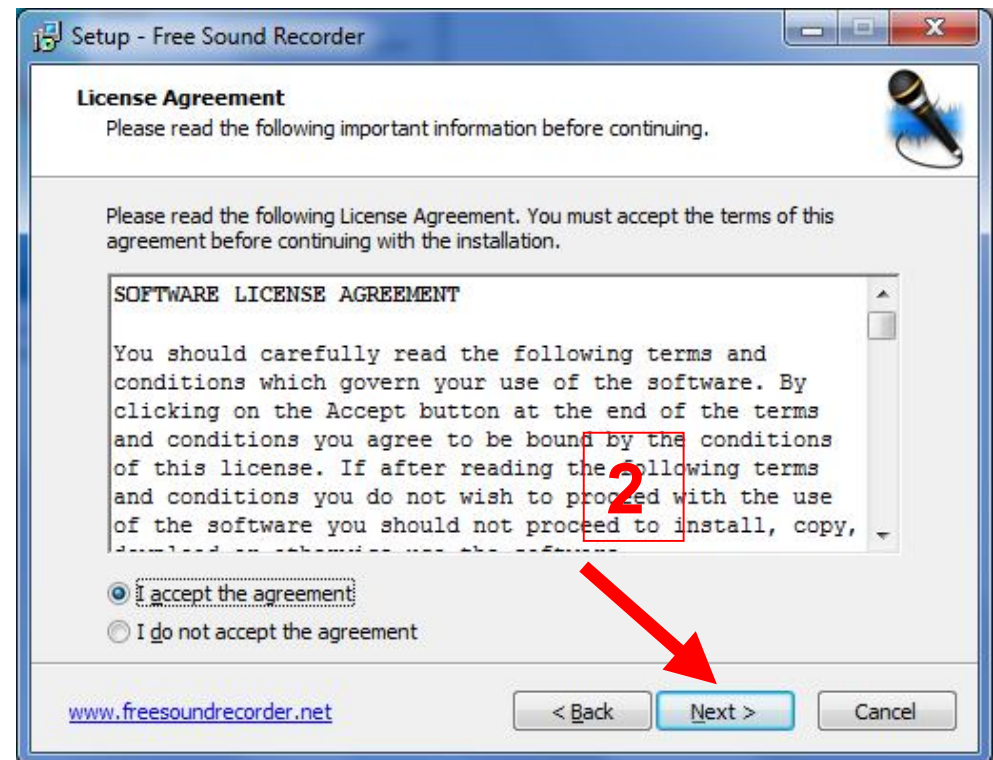 Setup - Free Sound Recorder
License Agreement
Please read the following important information before continuing.
Please read the following License Agreement. You must accept the terms of this
agreement before continuing with the installation.
SOFTWARE LICENSE AGREEMENT
You should carefully read the following terms and
conditions which govern your use of the software. By
clicking on the Accept button at the end of the terms
and conditions you agree to be bound by the conditions
of this license. If after reading the following terms
and conditions you do not wish to proceed with the use
of the software you should not proceed to install, copy,
download or otherwise use the software
2
I accept the agreement
I do not accept the agreement
www.freesoundrecorder.net
< Back
Next >
Cancel